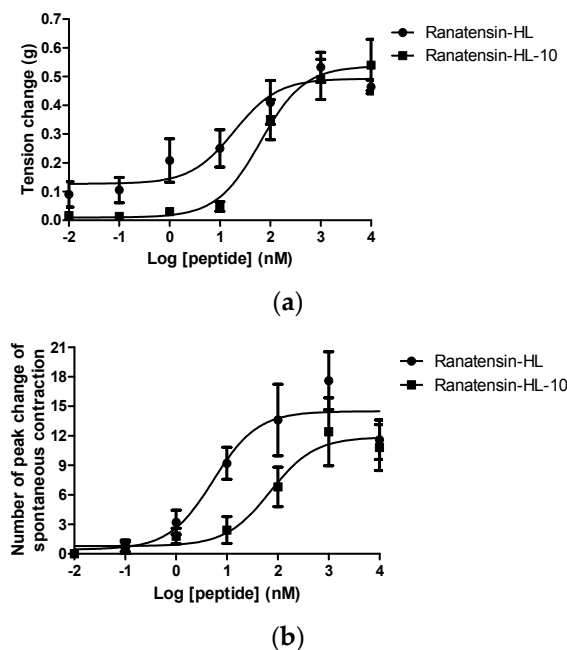 Ranatensin-HL
Ranatensin-HL-10
Tension change (g)
0.7
0.6
0.5
0.4
0.3
0.2
0.1
0.0
-2 -1 0 1 2 3 4
Log [peptide] (nM)
(a)
Ranatensin-HL
Ranatensin-HL-10
Number of peak change of
spontaneous contraction
21
18
15
12
9
6
3
0
-2 -1 0 1 2 3 4
Log [peptide] (nM)
(b)